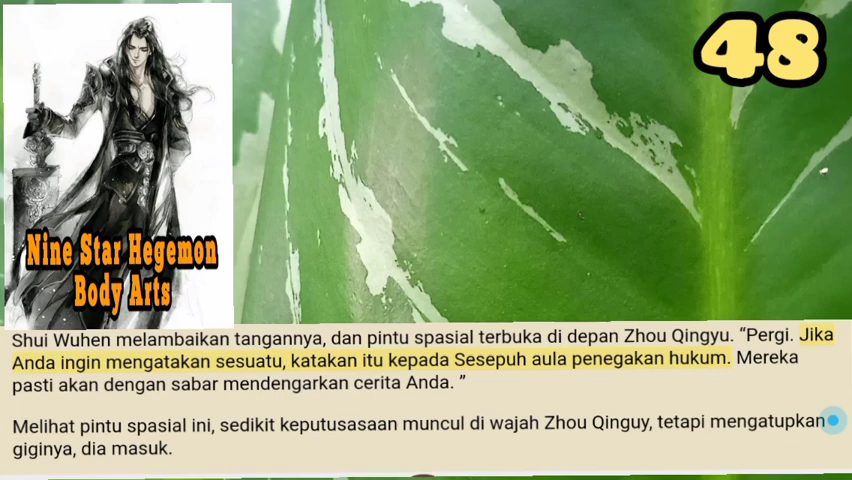 48
Nine Star Hegemon
Body Arts
Shui Wuhen melambaikan tangannya, dan pintu spasial terbuka di depan Zhou Qingyu. “Pergi. Jika
Anda ingin mengatakan sesuatu, katakan itu kepada Sesepuh aula penegakan hukum. Mereka
pasti akan dengan sabar mendengarkan cerita Anda. ”
Melihat pintu spasial ini, sedikit keputusasaan muncul di wajah Zhou Qinguy, tetapi mengatupkan
giginya, dia masuk.